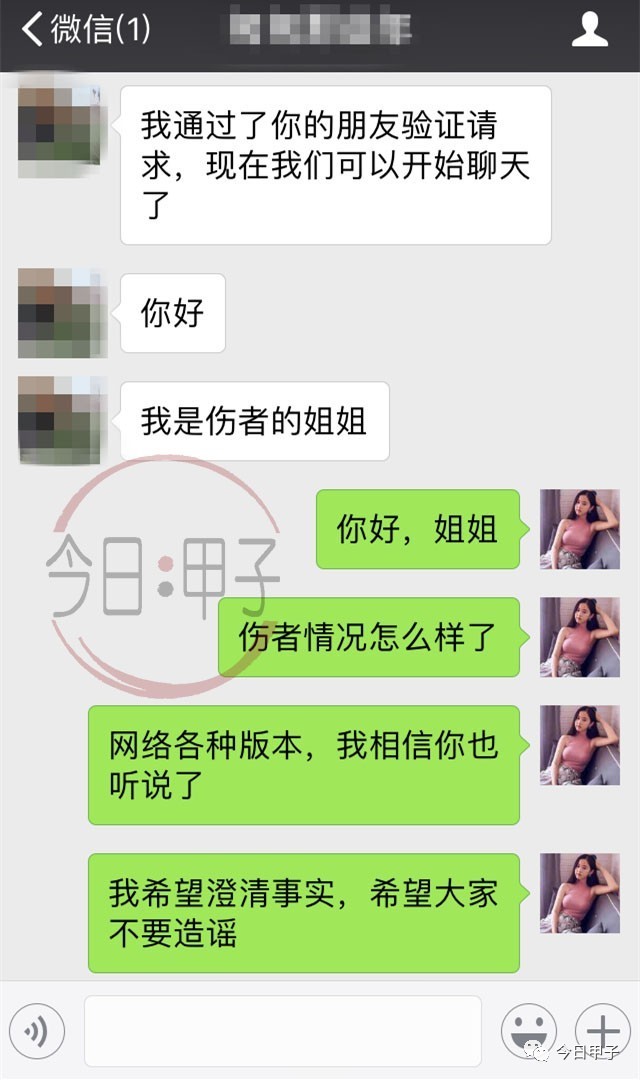 微信(1)
我通过了你的朋友验证请
求，现在我们可以开始聊天
了
你好
我是伤者的姐姐
你好，姐姐
今日:甲子
伤者情况怎么样了
网络各种版本，我相信你也
听说了
我希望澄清事实，希望大家
不要造谣
今日甲子